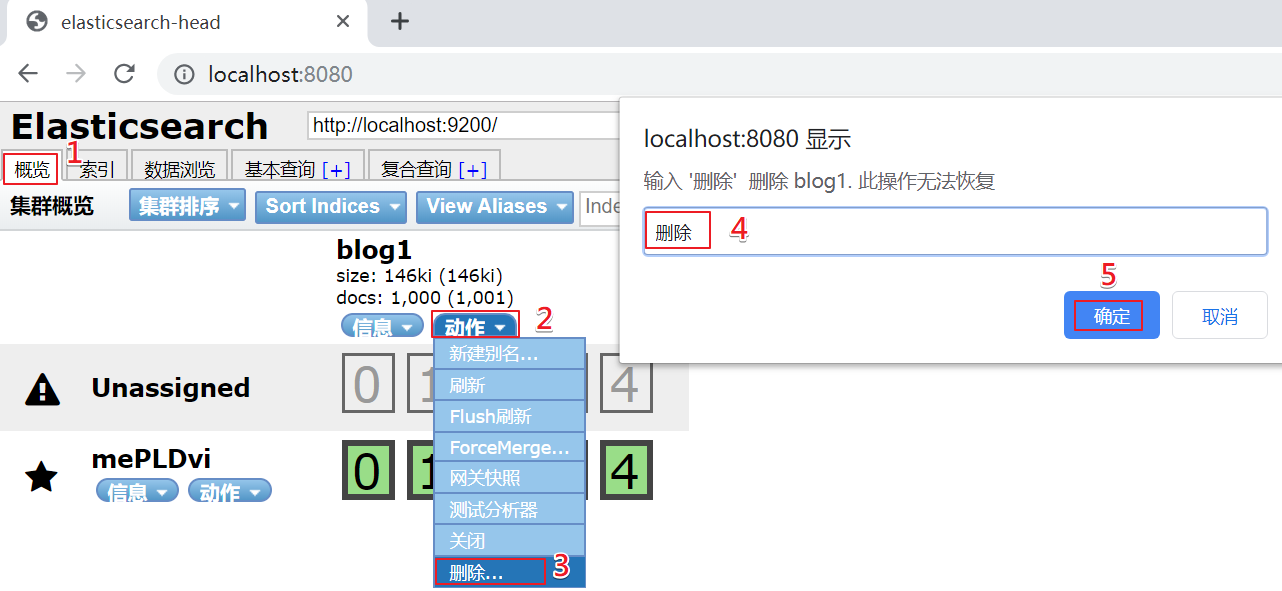 elasticsearch-head
localhost:8080
Elasticsearch
http://localhost:9200/
概览 1 索引 数据浏览 基本查询 [+] 复合查询 [+]
集群概览 集群排序 Sort Indices View Aliases Inde
blog1
size: 146ki (146ki)
docs: 1,000 (1,001)
信息 动作 2
新建别名...
刷新
Flush刷新
ForceMerge...
网关快照
测试分析器
关闭
删除... 3
Unassigned 0 1 4
mePLDvi 0 1 4
信息 动作
localhost:8080 显示
输入 '删除' 删除 blog1. 此操作无法恢复
删除 4
5
确定 取消